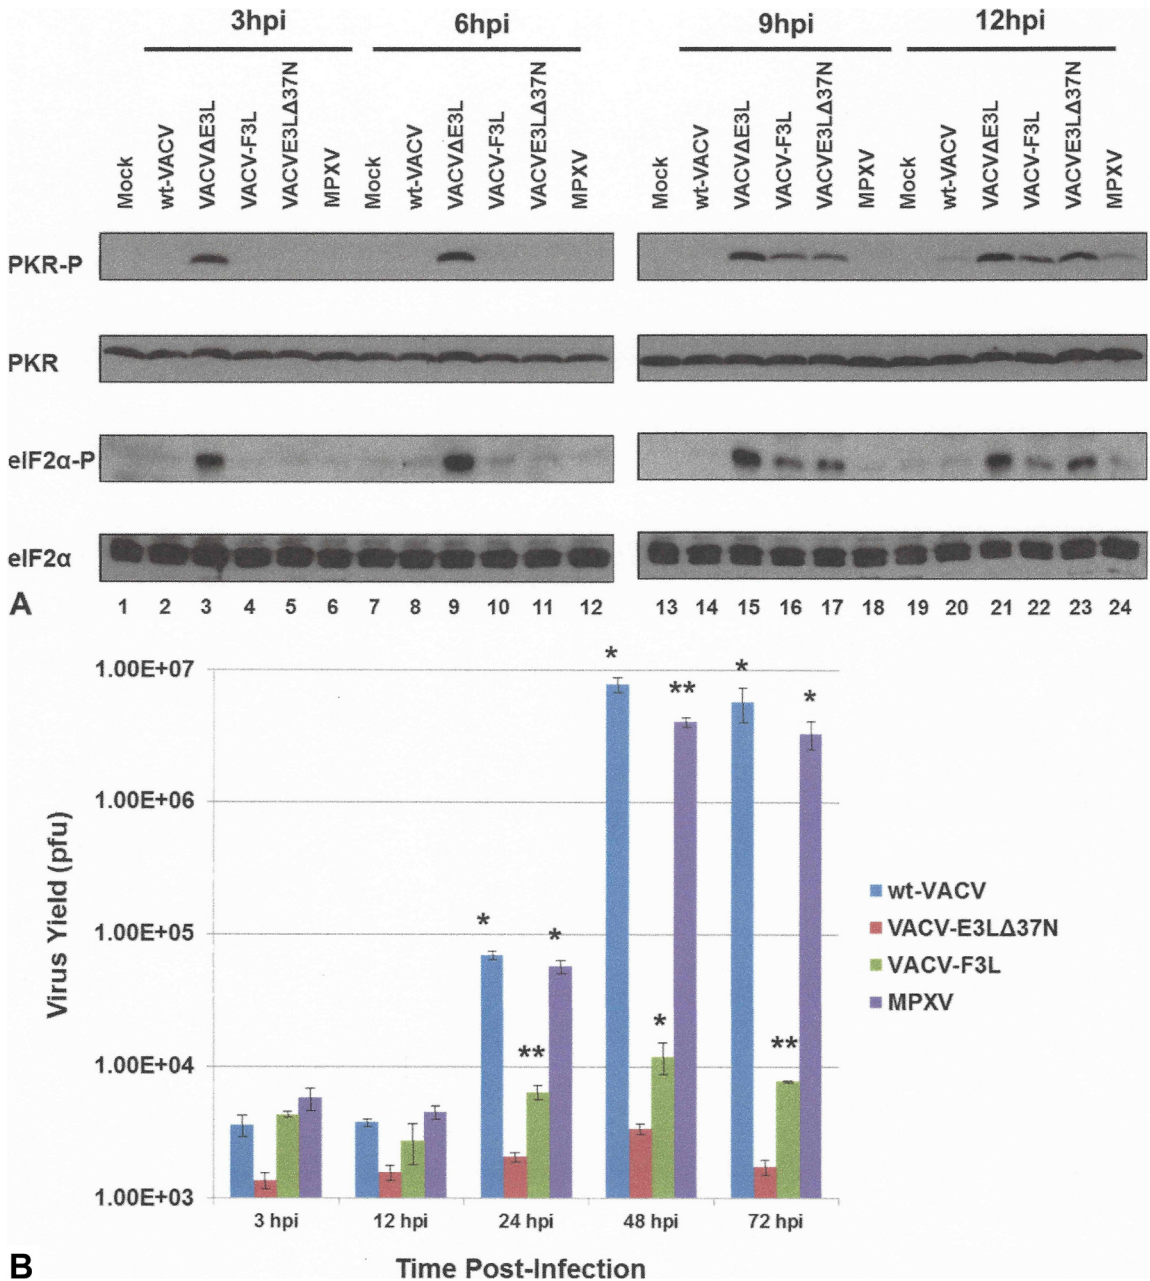 3hpi 6hpi 9hpi 12hpi
Mock wt-VACV VACVΔE3L VACV-F3L VACVE3LΔ37N MPXV Mock wt-VACV VACVΔE3L VACV-F3L VACVE3LΔ37N MPXV Mock wt-VACV VACVΔE3L VACV-F3L VACVE3LΔ37N MPXV Mock wt-VACV VACVΔE3L VACV-F3L VACVE3LΔ37N MPXV
PKR-P
PKR
eIF2α-P
eIF2α
A 1 2 3 4 5 6 7 8 9 10 11 12 13 14 15 16 17 18 19 20 21 22 23 24
* *
** *
1.00E+07
1.00E+06
* *
1.00E+05
* **
** 
1.00E+04
1.00E+03
Virus Yield (pfu)
wt-VACV
VACV-E3LΔ37N
VACV-F3L
MPXV
3 hpi 12 hpi 24 hpi 48 hpi 72 hpi
B Time Post-Infection